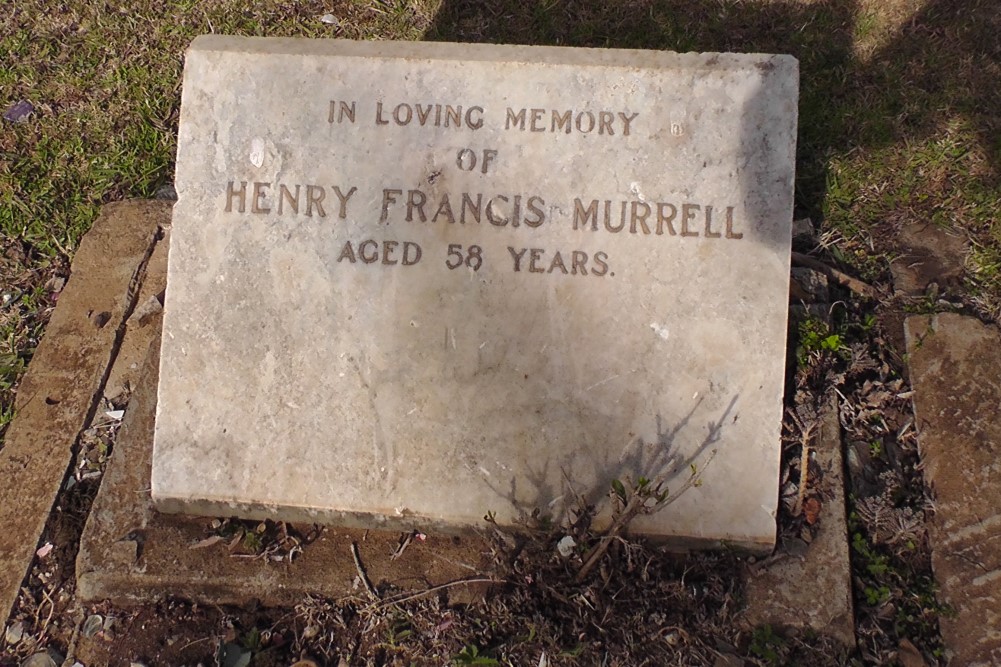 IN LOVING MEMORY
OF
HENRY FRANCIS MURRELL
AGED 58 YEARS.